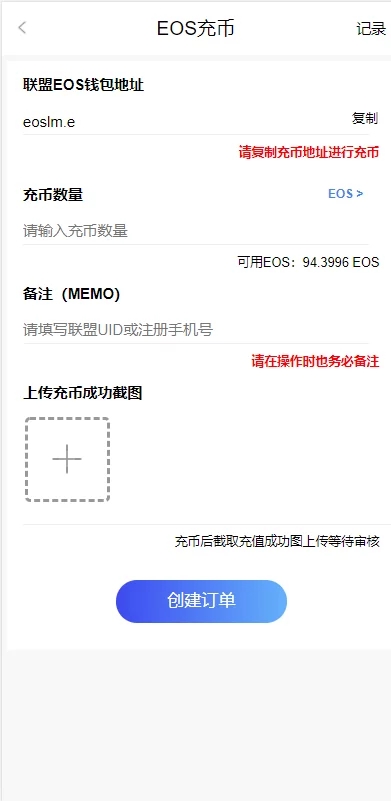 EOS充币
记录
联盟EOS钱包地址
eoslm.e
复制
请复制充币地址进行充币
充币数量
EOS >
请输入充币数量
可用EOS：94.3996 EOS
备注（MEMO）
请填写联盟UID或注册手机号
请在操作时也务必备注
上传充币成功截图
充币后截取充值成功图上传等待审核
创建订单